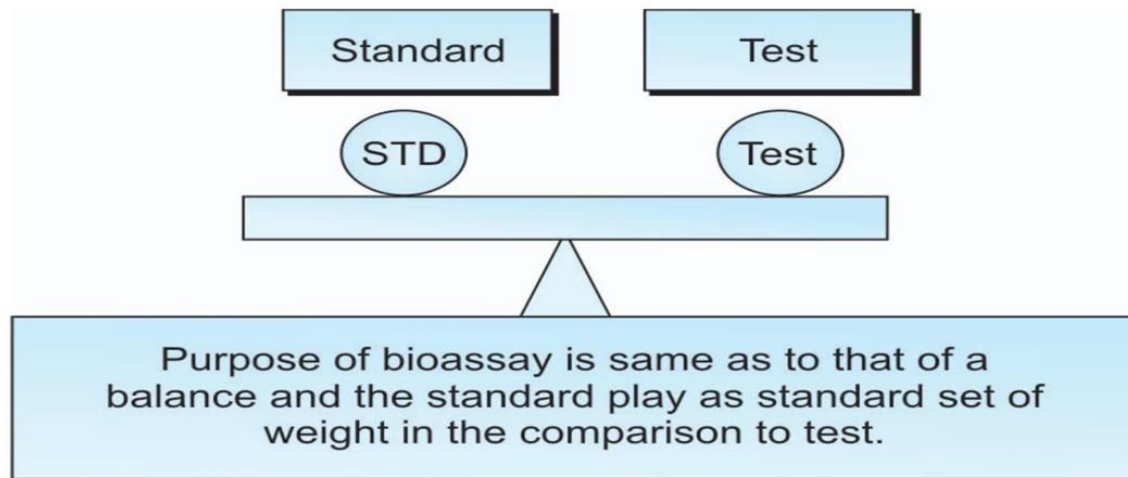 Standard
Test
STD
Test
Purpose of bioassay is same as to that of a
balance and the standard play as standard set of
weight in the comparison to test.